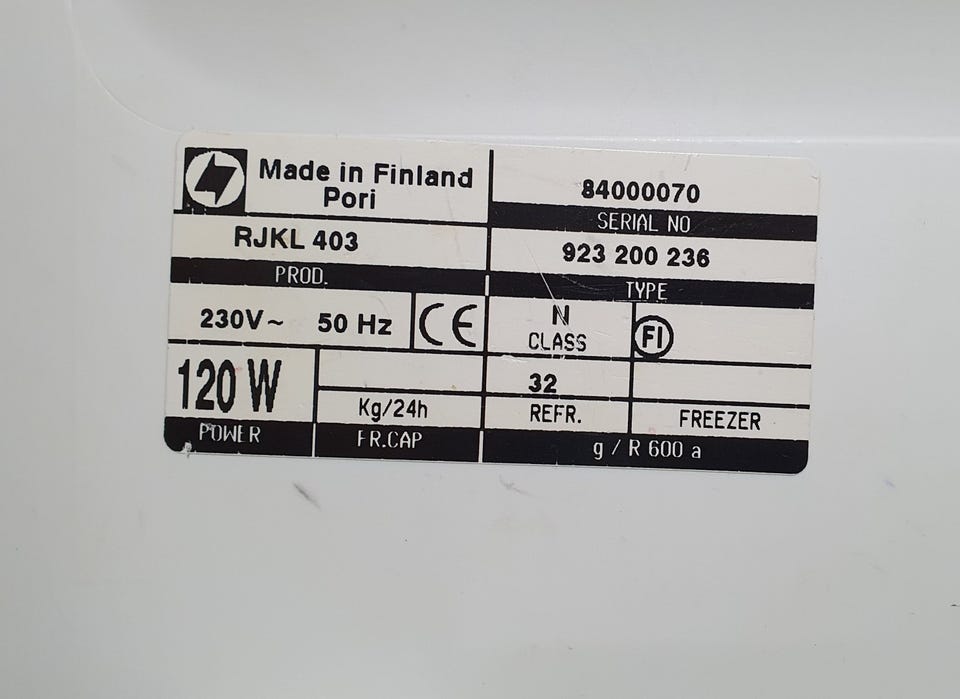 Made in Finland
Pori
84000070
SERIAL NO
RJKL 403
PROD.
923 200 236
TYPE
230V~ 50 Hz CE
N
CLASS
FI
120 W
POWER
Kg/24h
FR.CAP
32
REFR.
FREEZER
g / R 600 a